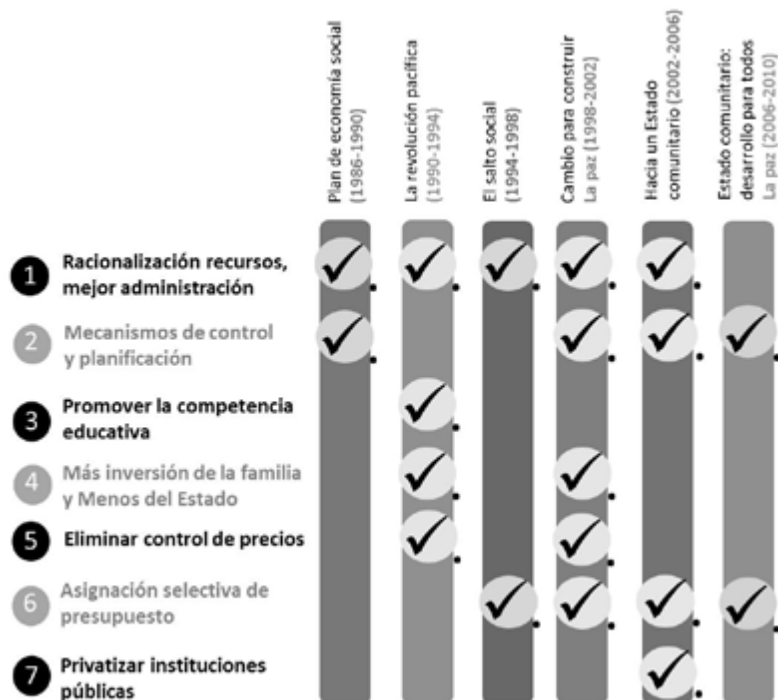 Plan de economía social
(1986-1990)
La revolución pacífica
(1990-1994)
El salto social
(1994-1998)
Cambio para construir
La paz (1998-2002)
Hacia un Estado
comunitario (2002-2006)
Estado comunitario:
desarrollo para todos
La paz (2006-2010)
1 Racionalización recursos,
mejor administración
2 Mecanismos de control
y planificación
3 Promover la competencia
educativa
4 Más inversión de la familia
y Menos del Estado
5 Eliminar control de precios
6 Asignación selectiva de
presupuesto
7 Privatizar instituciones
públicas